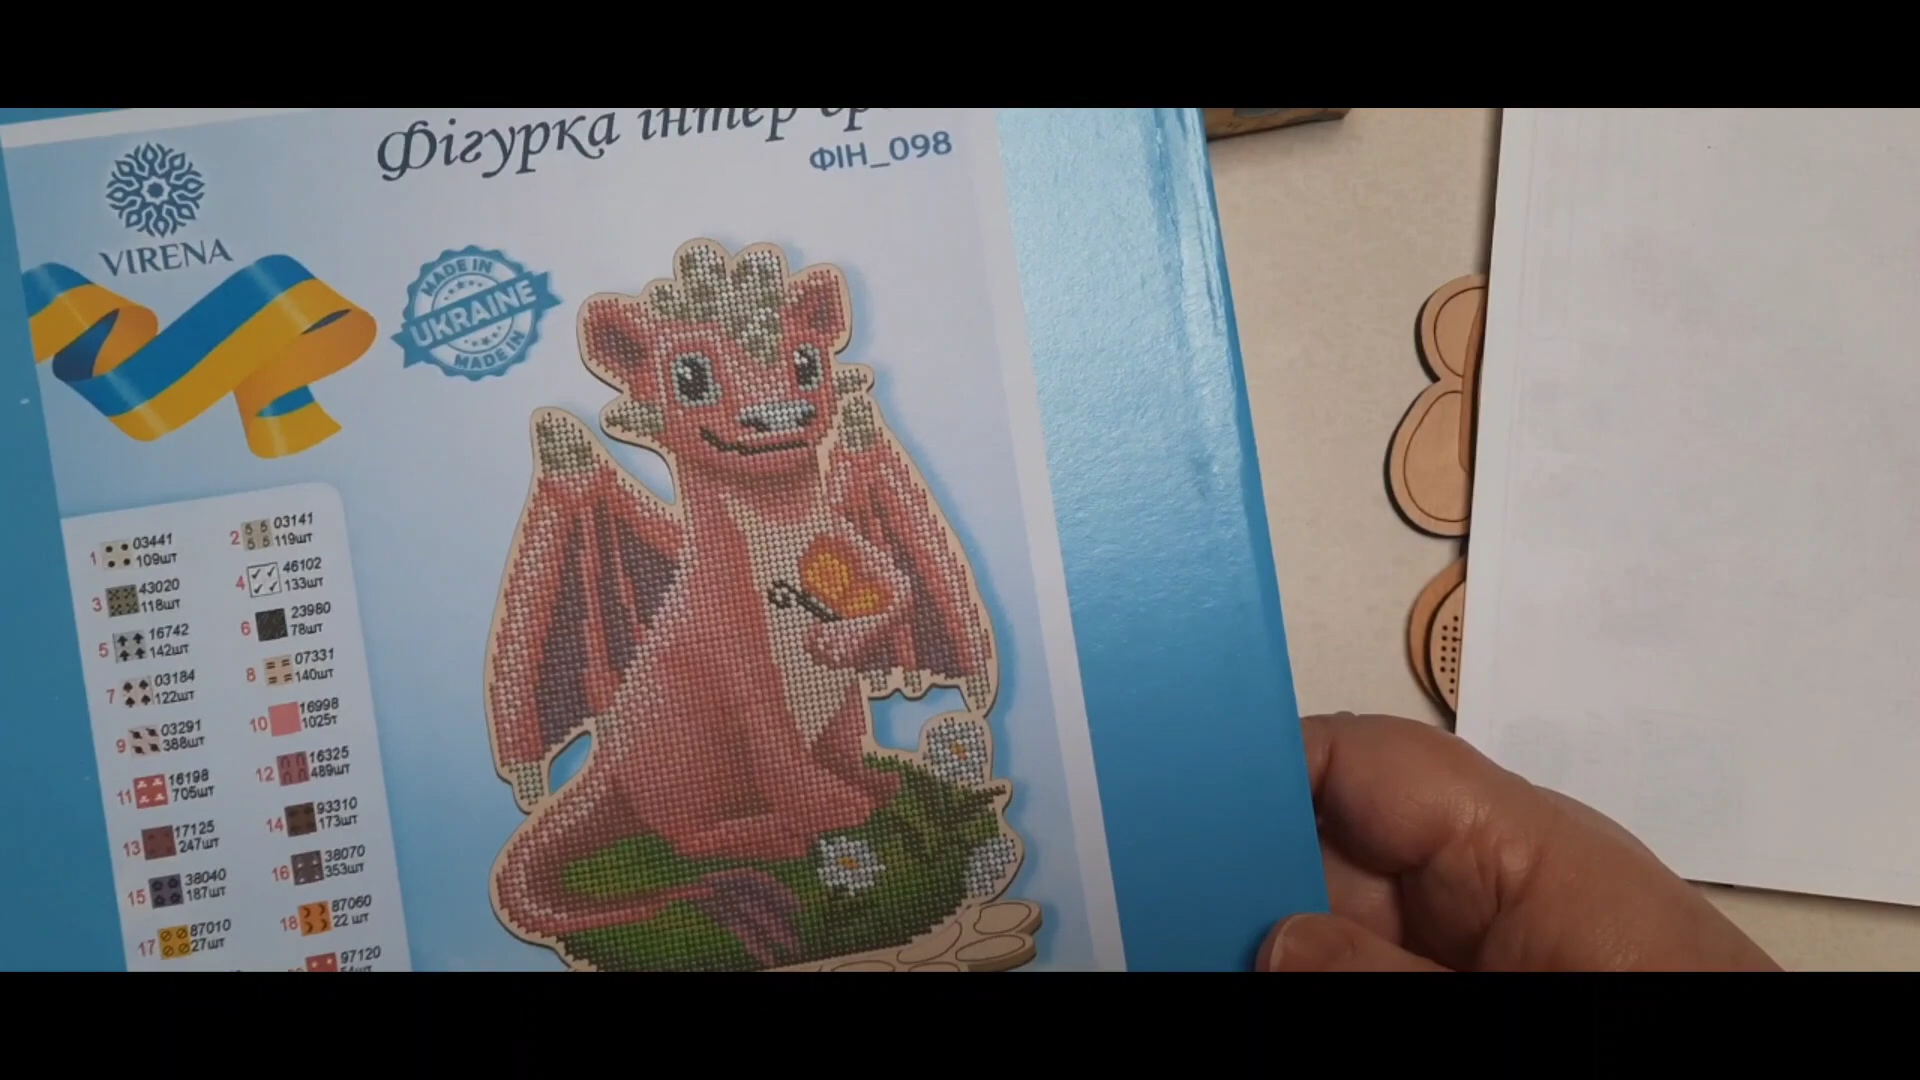 Фігурка інтер'єр
ФІН_098
VIRENA
MADE IN
UKRAINE
MADE IN
1 03441 109шт
2 03141 119шт
3 43020 118шт
4 46102 133шт
5 16742 142шт
6 23980 78шт
7 03184 122шт
8 07331 140шт
9 03291 388шт
10 16998 1025т
11 16198 705шт
12 16325 489шт
13 17125 247шт
14 93310 173шт
15 38040 187шт
16 38070 353шт
17 87010 27шт
18 87060 22 шт
97120